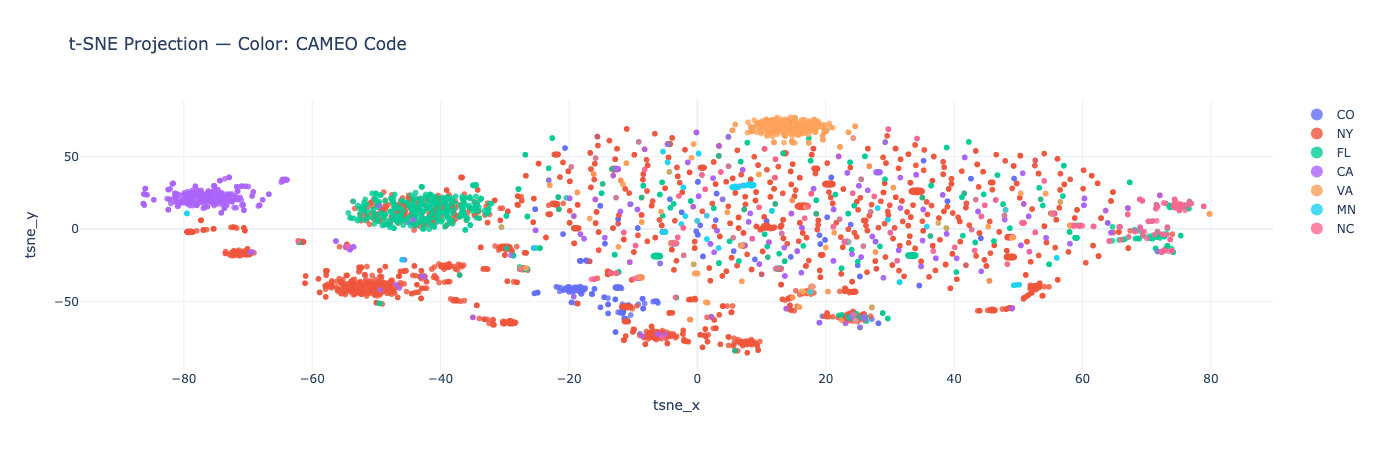 t-SNE Projection — Color: CAMEO Code
CO
NY
FL
CA
VA
MN
NC
50
0
−50
tsne_y
−80
−60
−40
−20
0
20
40
60
80
tsne_x